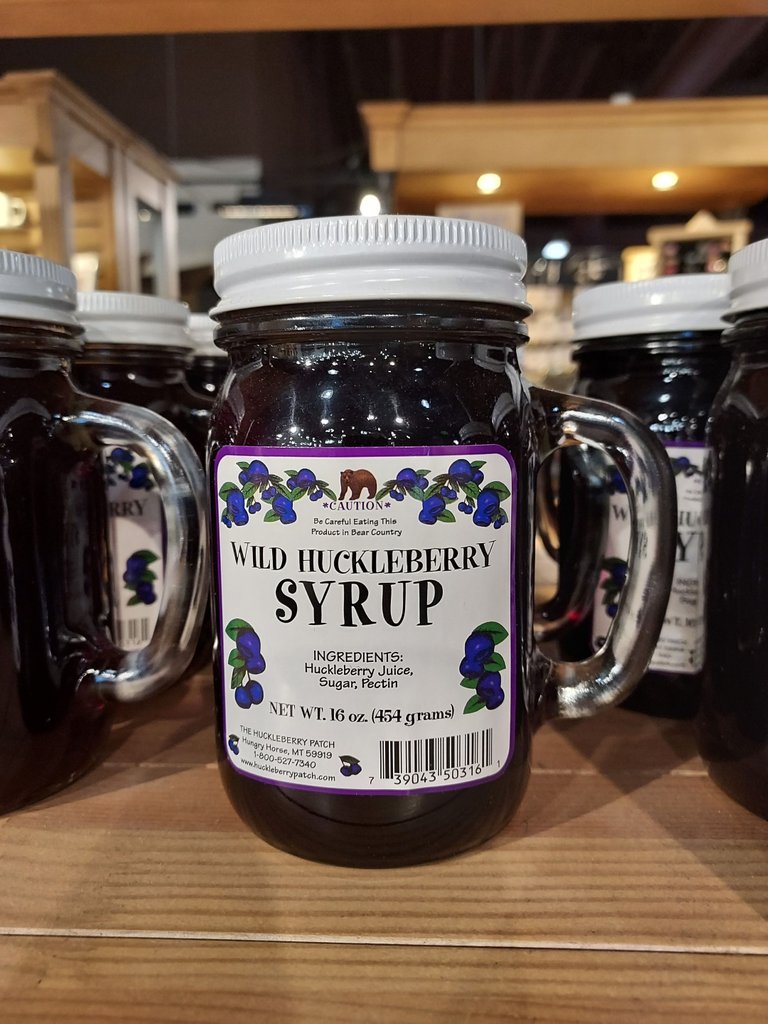 *CAUTION*
Be Careful Eating This
Product in Bear Country
WILD HUCKLEBERRY
SYRUP
INGREDIENTS:
Huckleberry Juice,
Sugar, Pectin
NET WT. 16 oz. (454 grams)
THE HUCKLEBERRY PATCH
Hungry Horse, MT 59919
1-800-527-7340
www.huckleberrypatch.com
7 39043 50316 1